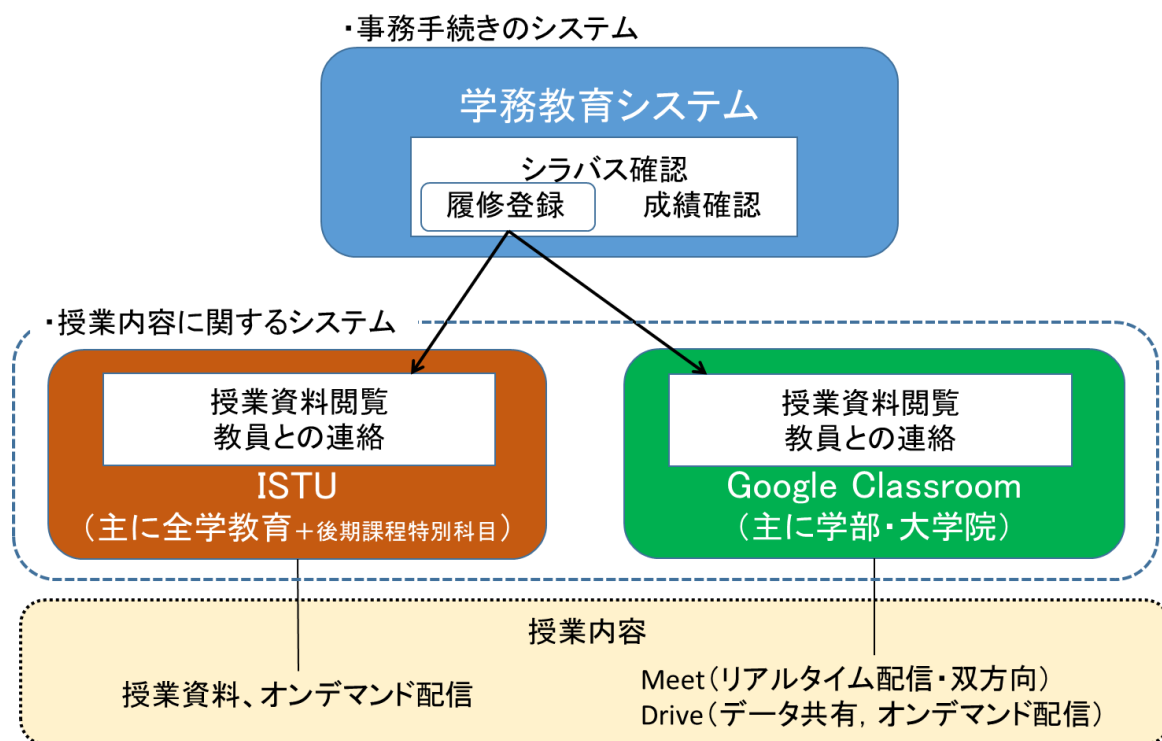 ・事務手続きのシステム
学務教育システム
シラバス確認
履修登録 成績確認
・授業内容に関するシステム
授業資料閲覧
教員との連絡
ISTU
（主に全学教育＋後期課程特別科目）
授業資料閲覧
教員との連絡
Google Classroom
（主に学部・大学院）
授業内容
授業資料、オンデマンド配信
Meet（リアルタイム配信・双方向）
Drive（データ共有，オンデマンド配信）